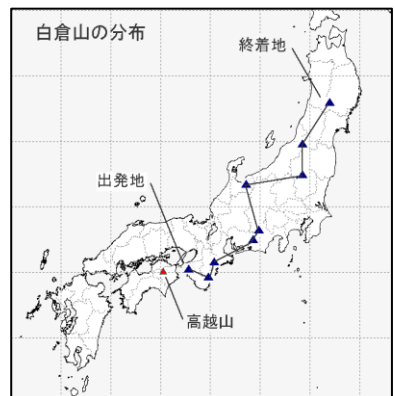 白倉山の分布
終着地
出発地
高越山